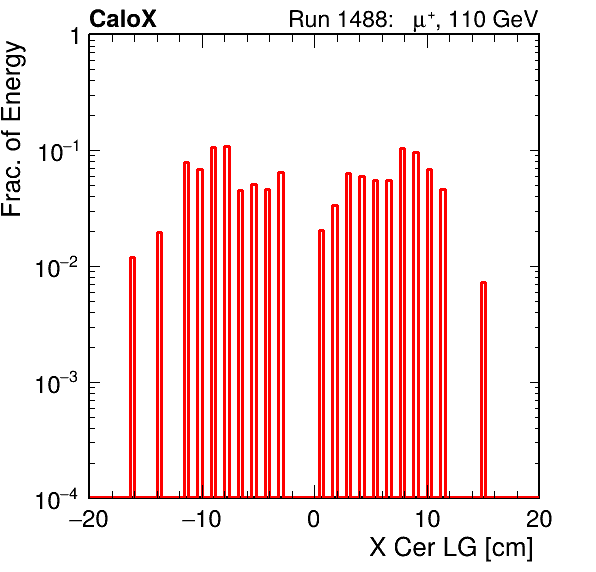 CaloX Run 1488: μ⁺, 110 GeV
Frac. of Energy
1
10⁻¹
10⁻²
10⁻³
10⁻⁴
−20 −10 0 10 20
X Cer LG [cm]